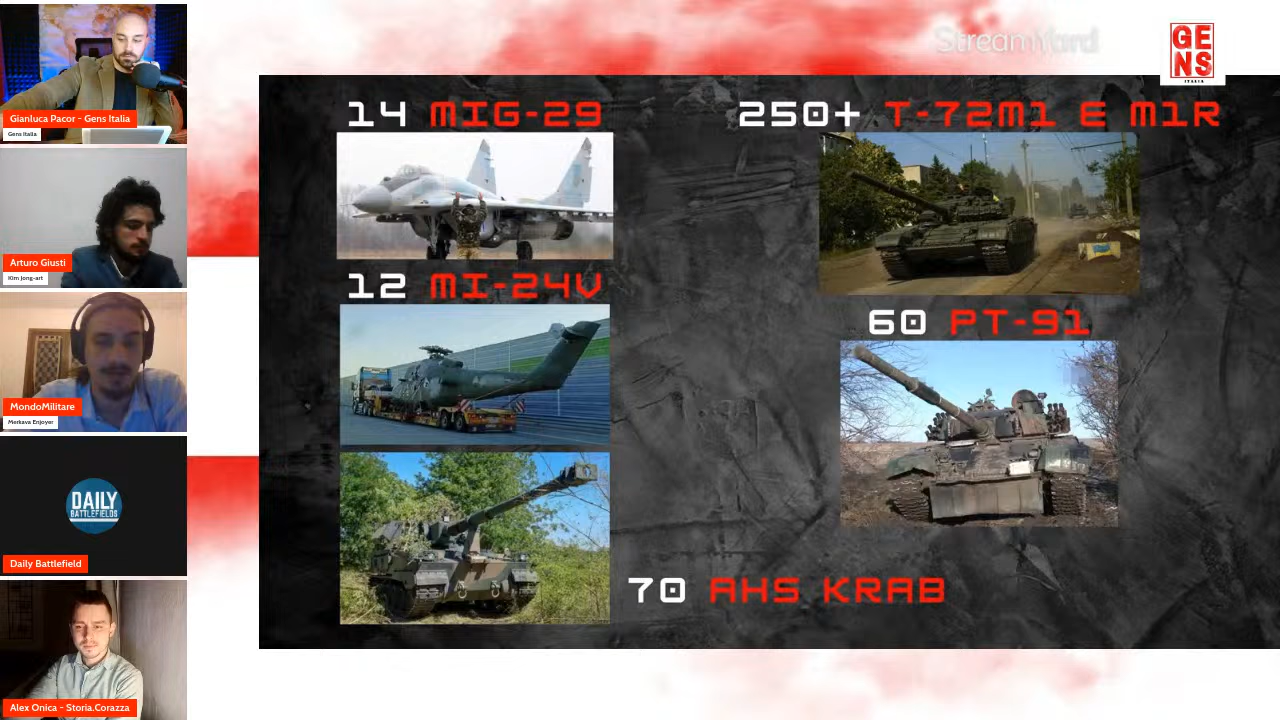 Gianluca Pacor - Gens Italia
Gens Italia
Arturo Giusti
Kim Jong-art
MondoMilitare
Merkava Enjoyer
DAILY
BATTLEFIELDS
Daily Battlefield
Alex Onica - Storia.Corazza
StreamYard
GE
NS
ITALIA
14 MIG-29
250+ T-72M1 E M1R
12 MI-24V
60 PT-91
70 AHS KRAB